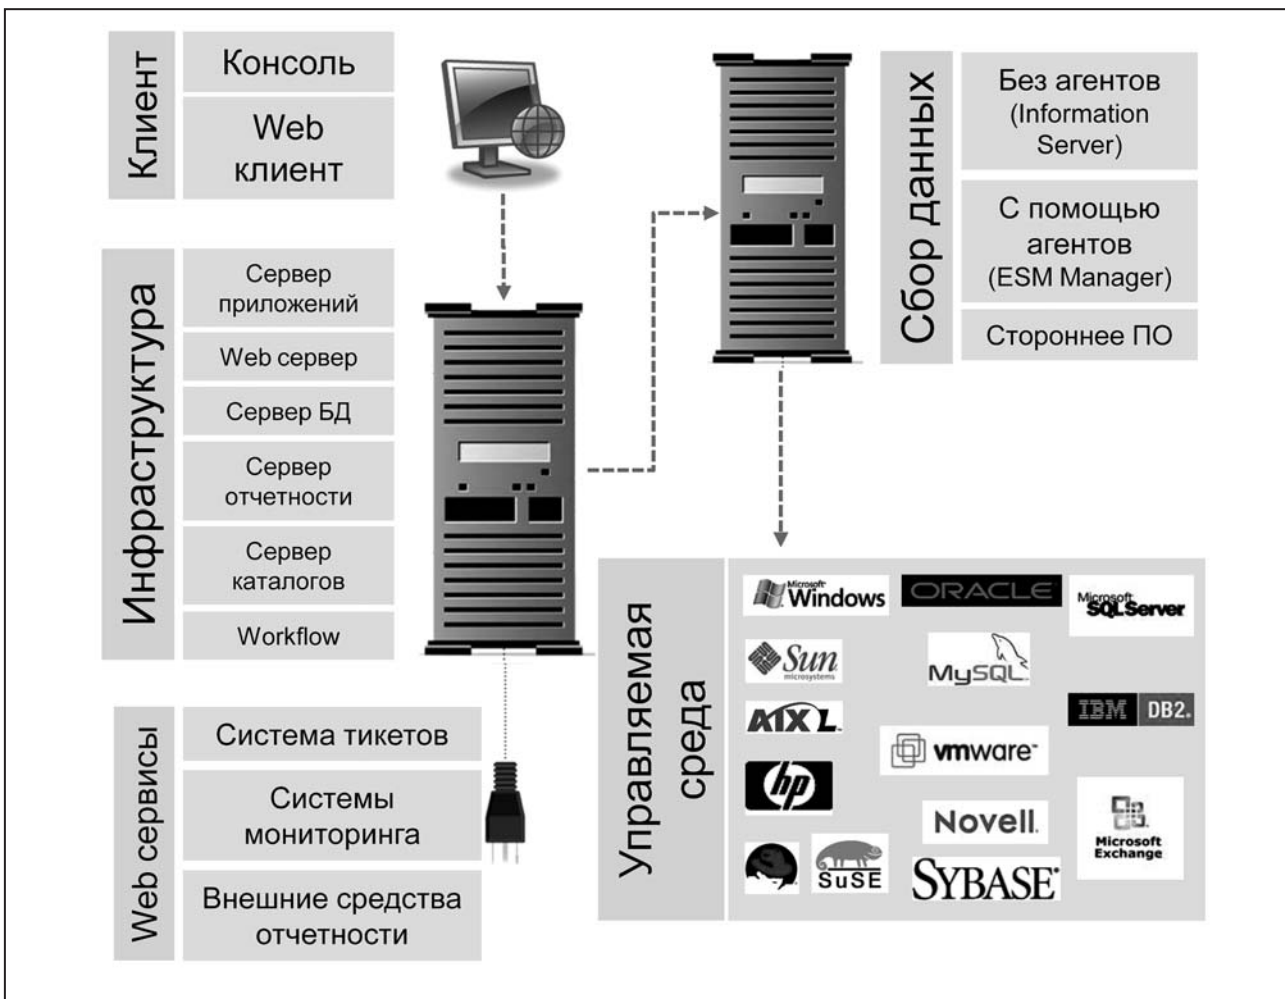 Клиент
Консоль
Web
клиент
Инфраструктура
Сервер
приложений
Web сервер
Сервер БД
Сервер
отчетности
Сервер
каталогов
Workflow
Web сервисы
Система тикетов
Системы
мониторинга
Внешние средства
отчетности
Сбор данных
Без агентов
(Information
Server)
С помощью
агентов
(ESM Manager)
Стороннее ПО
Управляемая
среда
Microsoft
Windows
ORACLE
Microsoft
SQL Server
Sun
microsystems
MySQL
AIX L
IBM DB2
vmware
hp
Novell
Microsoft
Exchange
SuSE
SYBASE